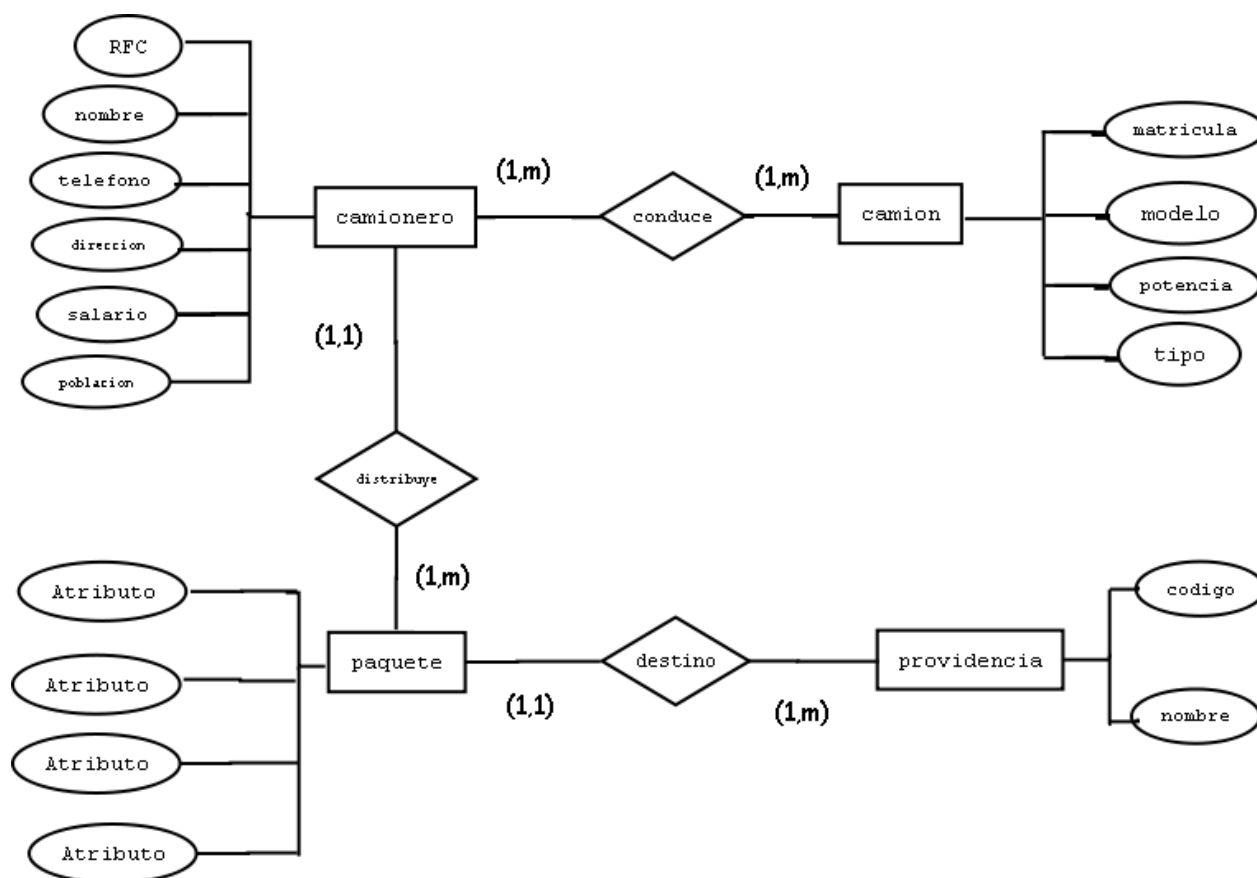 RFC
nombre
telefono
direccion
salario
poblacion
camionero
(1,m)
conduce
(1,m)
camion
matricula
modelo
potencia
tipo
(1,1)
distribuye
(1,m)
Atributo
Atributo
Atributo
Atributo
paquete
(1,1)
destino
(1,m)
providencia
codigo
nombre